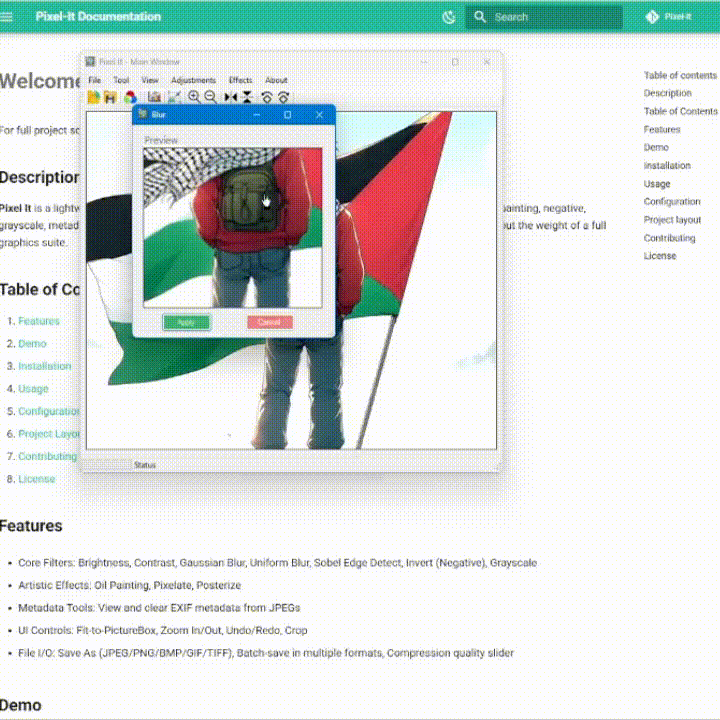 Pixel-It Documentation
Search
Pixel-It
Pixel It - Main Window
File Tool View Adjustments Effects About
Blur
Preview
Apply Cancel
Status
Welcome
For full project
Description
Pixel It is a lightw
ainting, negative,
grayscale, metad
out the weight of a full
graphics suite.
Table of Co
1. Features
2. Demo
3. Installation
4. Usage
5. Configuration
6. Project Layou
7. Contributing
8. License
Features
• Core Filters: Brightness, Contrast, Gaussian Blur, Uniform Blur, Sobel Edge Detect, Invert (Negative), Grayscale
• Artistic Effects: Oil Painting, Pixelate, Posterize
• Metadata Tools: View and clear EXIF metadata from JPEGs
• UI Controls: Fit-to-PictureBox, Zoom In/Out, Undo/Redo, Crop
• File I/O: Save As (JPEG/PNG/BMP/GIF/TIFF), Batch-save in multiple formats, Compression quality slider
Demo
Table of contents
Description
Table of Contents
Features
Demo
Installation
Usage
Configuration
Project layout
Contributing
License